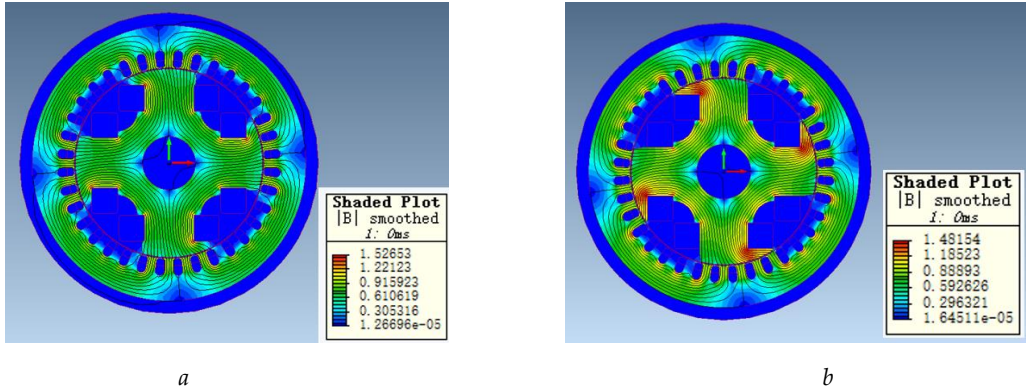 Shaded Plot
|B| smoothed
1: 0ms
1.52653
1.22123
0.915923
0.610619
0.305316
1.26696e-05
Shaded Plot
|B| smoothed
1: 0ms
1.48154
1.18523
0.88893
0.592626
0.296321
1.64511e-05
a
b